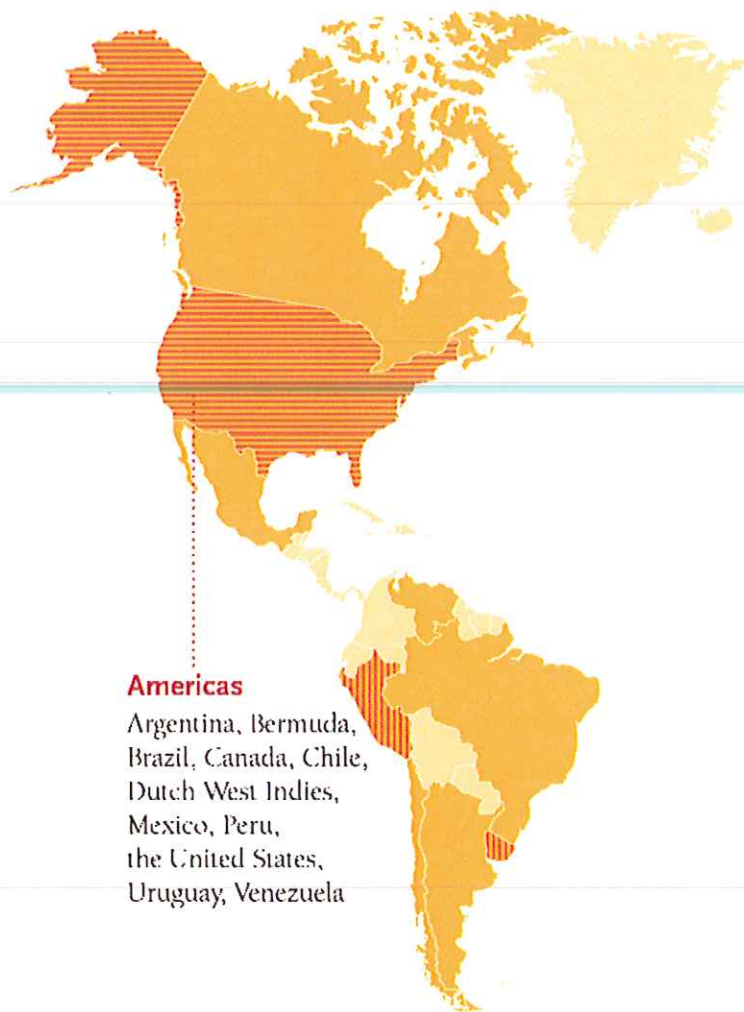 Americas
Argentina, Bermuda,
Brazil, Canada, Chile,
Dutch West Indies,
Mexico, Peru,
the United States,
Uruguay, Venezuela